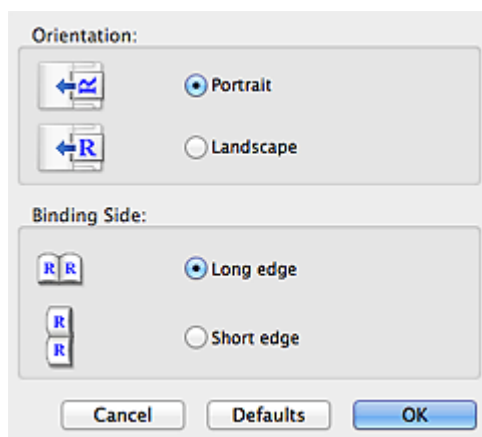 Orientation:
R
Portrait
R
Landscape
Binding Side:
R R
Long edge
R
R
Short edge
Cancel Defaults OK